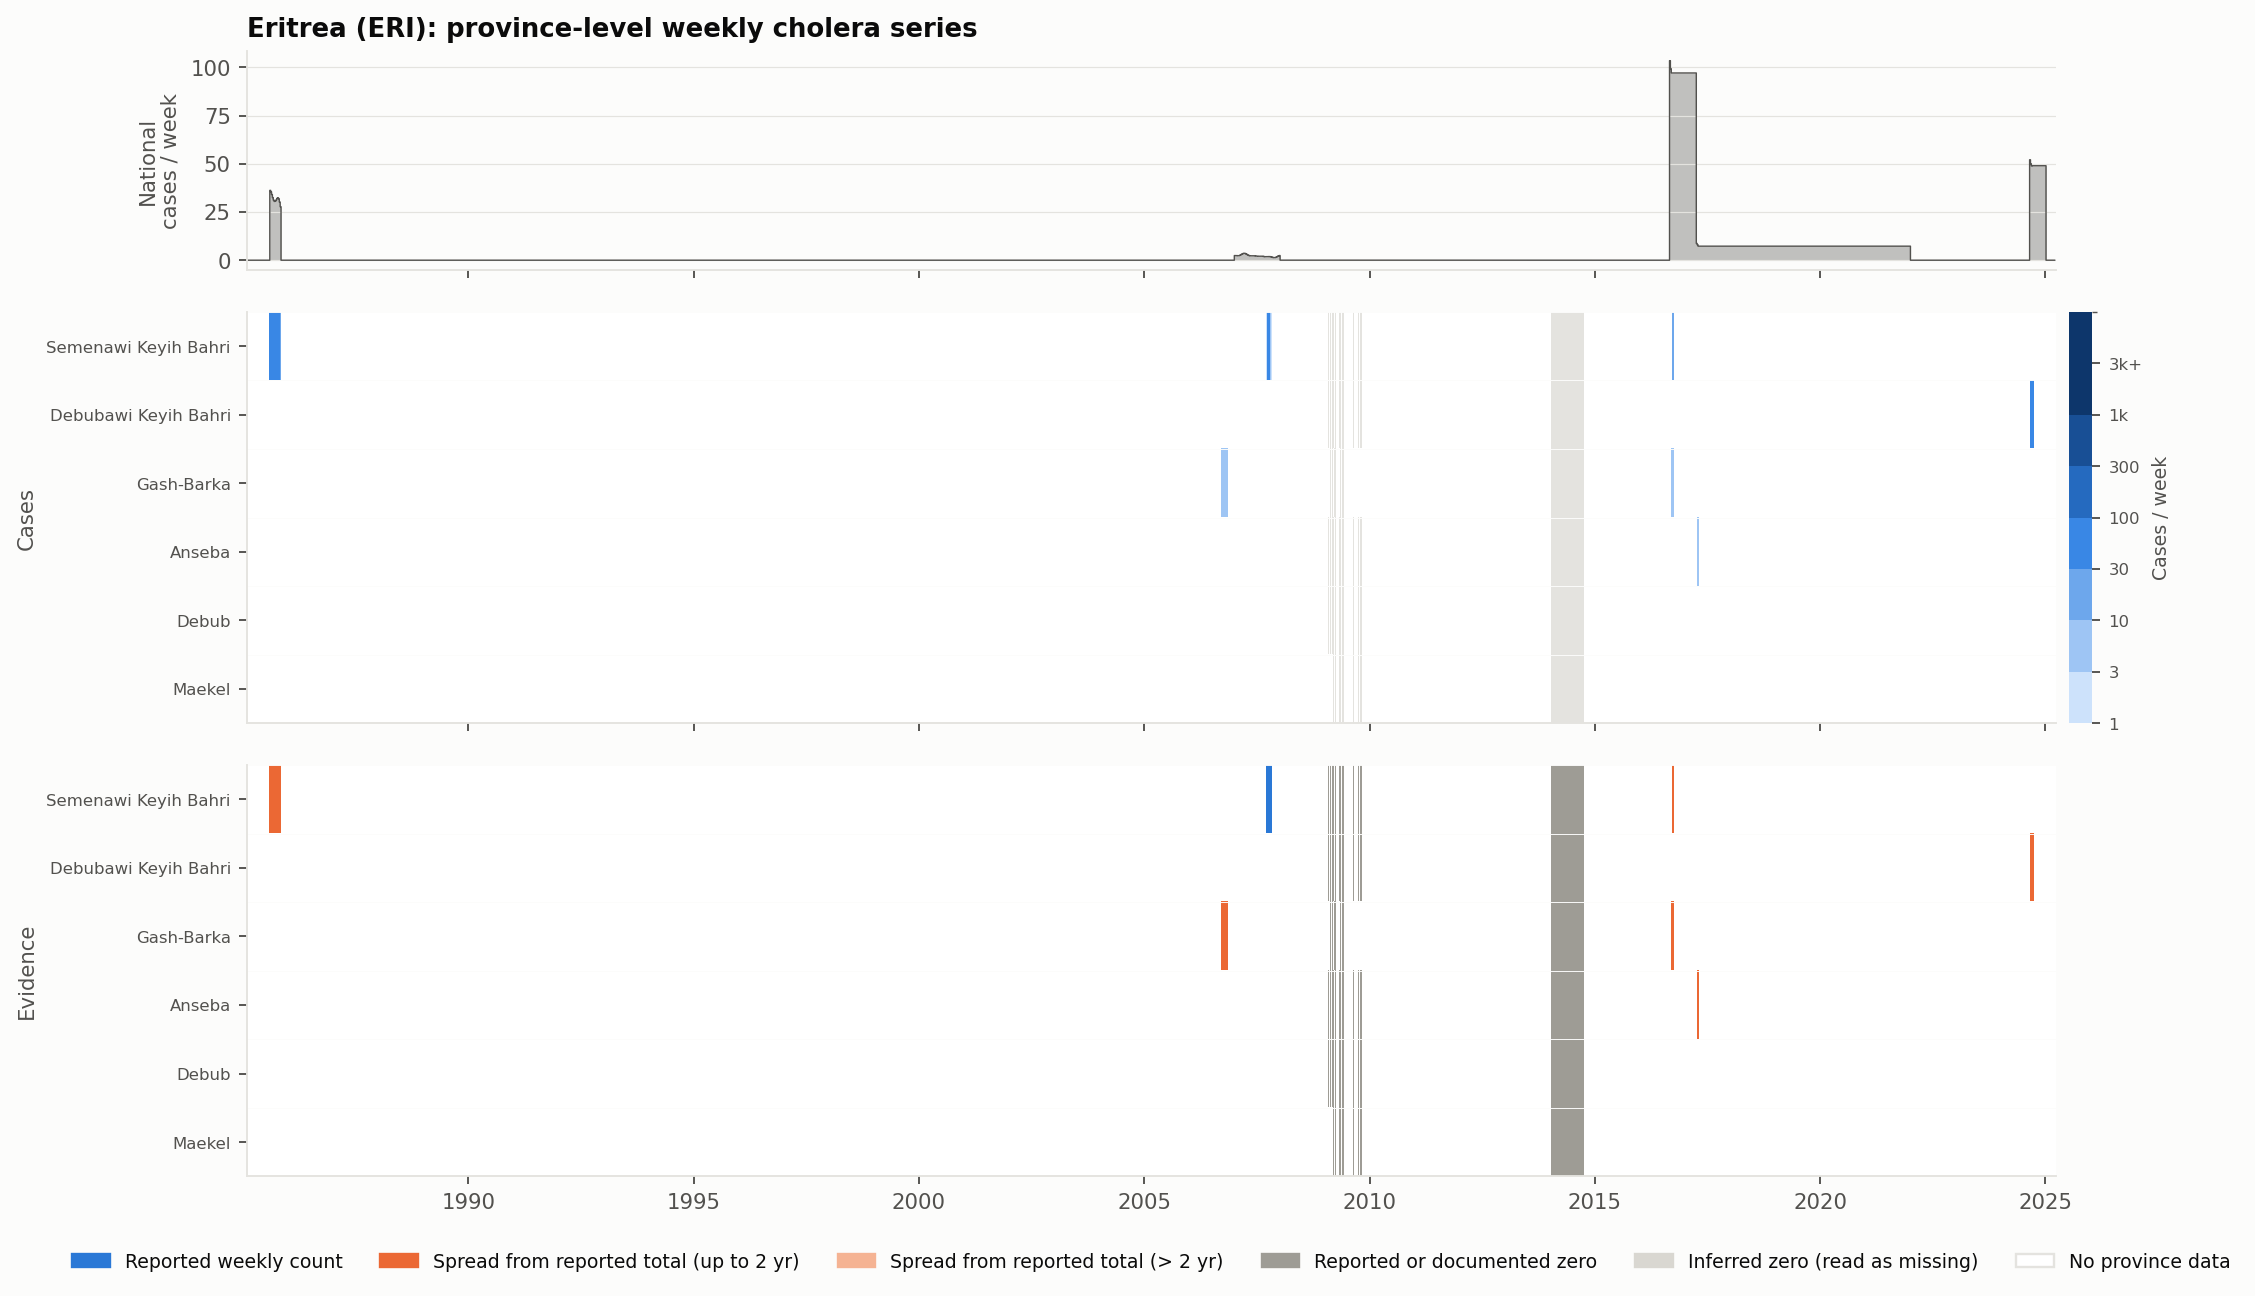 Eritrea (ERI): province-level weekly cholera series
National
cases / week
100
75
50
25
0
Cases
Semenawi Keyih Bahri
Debubawi Keyih Bahri
Gash-Barka
Anseba
Debub
Maekel
3k+
1k
300
100
30
10
3
1
Cases / week
Evidence
Semenawi Keyih Bahri
Debubawi Keyih Bahri
Gash-Barka
Anseba
Debub
Maekel
1990 1995 2000 2005 2010 2015 2020 2025
Reported weekly count Spread from reported total (up to 2 yr) Spread from reported total (> 2 yr) Reported or documented zero Inferred zero (read as missing) No province data